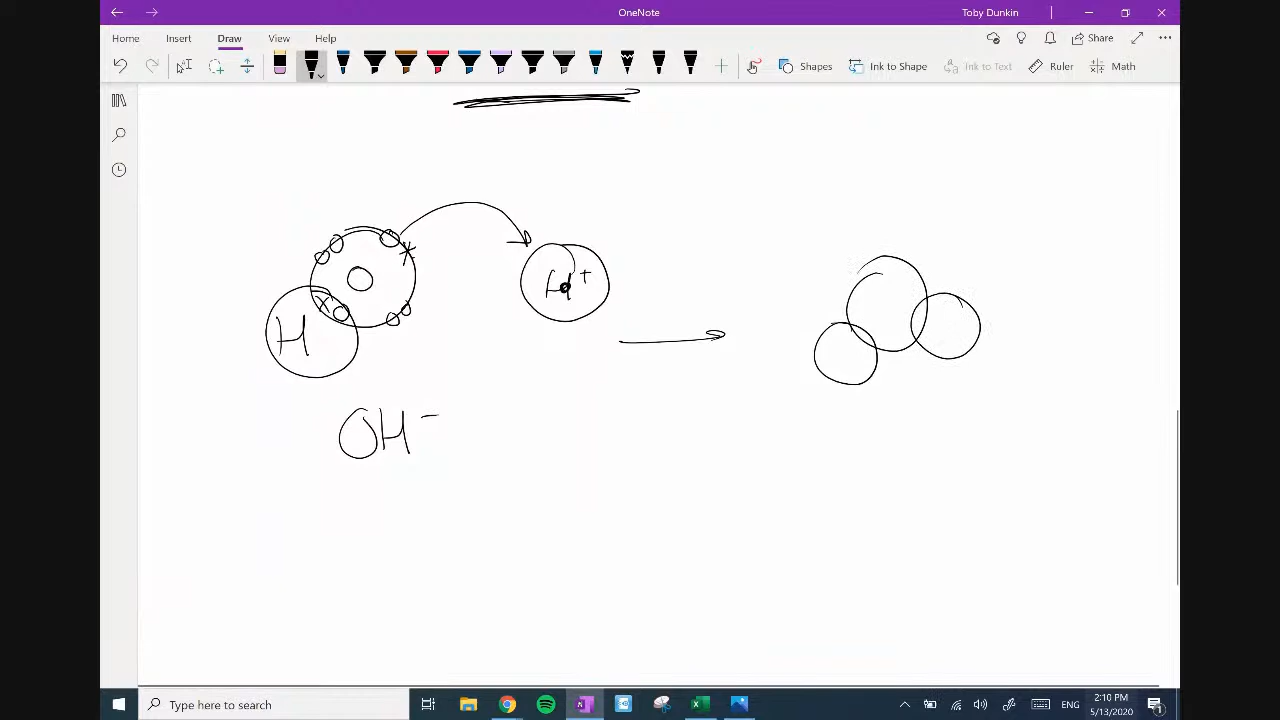 OneNote
Toby Dunkin
Home Insert Draw View Help
Share
Shapes Ink to Shape Ink to Text Ruler Math
H
OH⁻
Type here to search
ENG
2:10 PM
5/13/2020
1